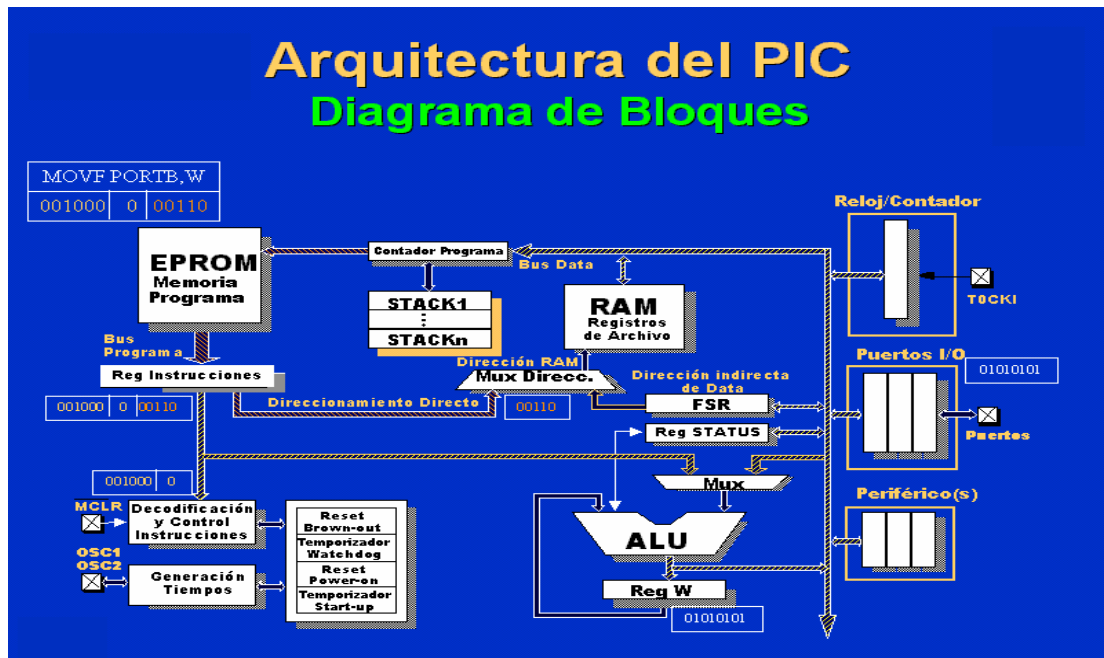 Arquitectura del PIC
Diagrama de Bloques
MOVF PORTB,W
001000 0 00110
EPROM
Memoria
Programa
Contador Programa
Bus Data
STACK1
⋮
STACKn
RAM
Registros
de Archivo
Reloj/Contador
T0CKI
Bus
Programa
Reg Instrucciones
001000 0 00110
Direccionamiento Directo
Dirección RAM
Mux Direcc.
00110
Dirección indirecta
de Data
FSR
Reg STATUS
Puertos I/O
01010101
Puertos
001000 0
MCLR
Decodificación
y Control
Instrucciones
OSC1
OSC2
Generación
Tiempos
Reset
Brown-out
Temporizador
Watchdog
Reset
Power-on
Temporizador
Start-up
Mux
ALU
Reg W
01010101
Periférico(s)